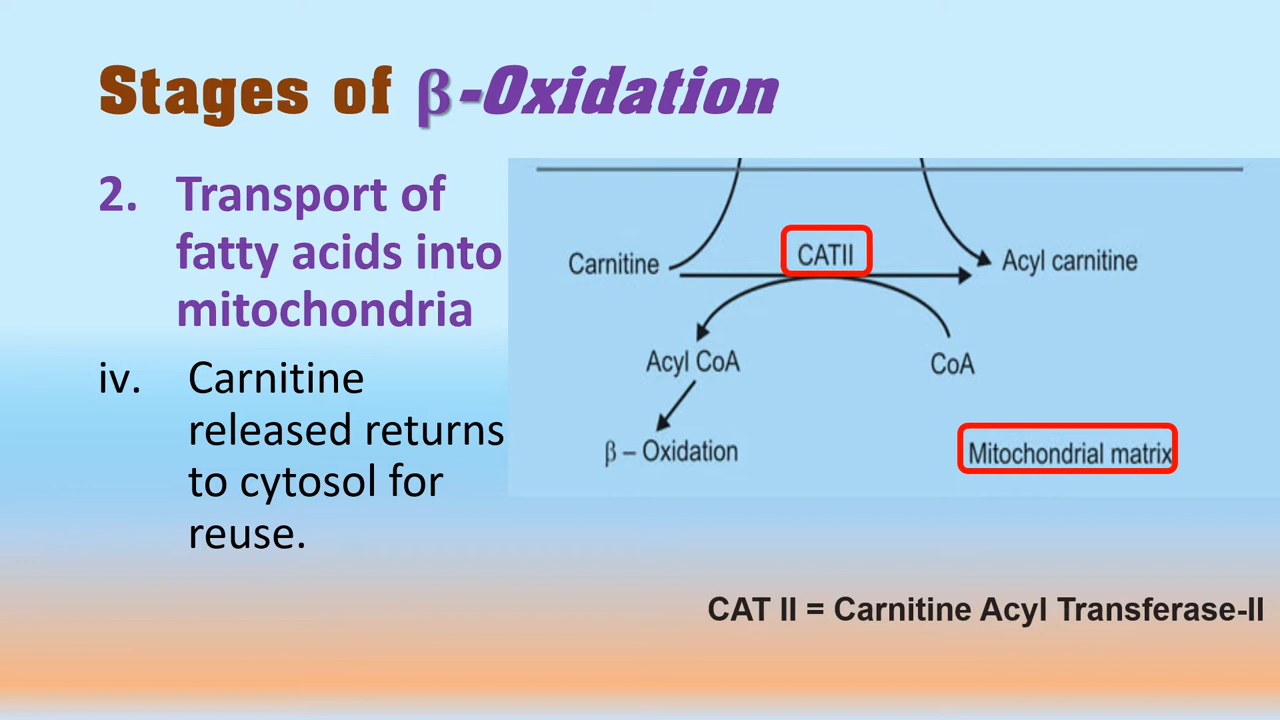 Stages of β-Oxidation
2. Transport of
fatty acids into
mitochondria
iv. Carnitine
released returns
to cytosol for
reuse.
Carnitine
CATII
Acyl carnitine
Acyl CoA
CoA
β – Oxidation
Mitochondrial matrix
CAT II = Carnitine Acyl Transferase-II